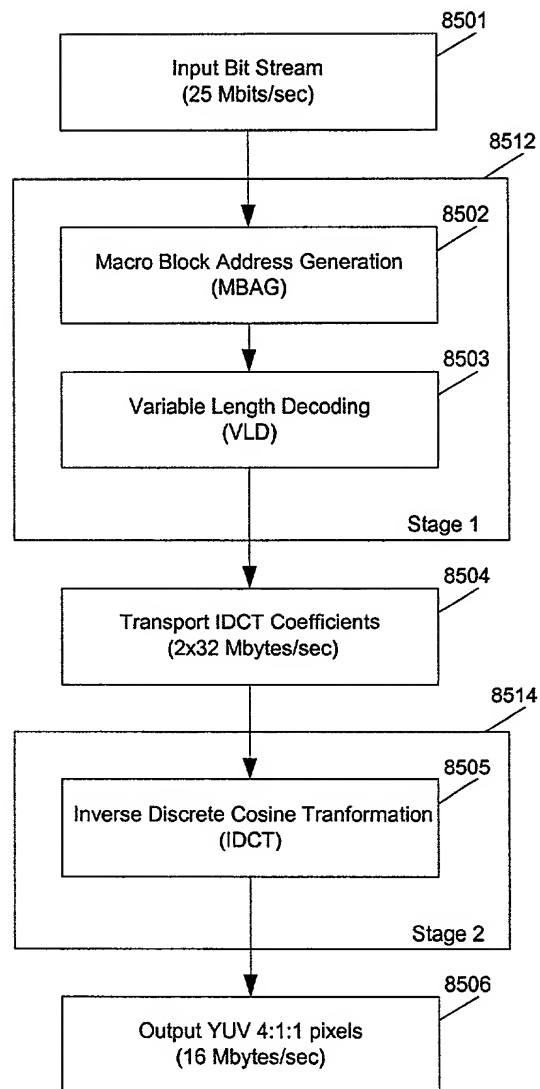 8501
Input Bit Stream
(25 Mbits/sec)
8512
8502
Macro Block Address Generation
(MBAG)
8503
Variable Length Decoding
(VLD)
Stage 1
8504
Transport IDCT Coefficients
(2x32 Mbytes/sec)
8514
8505
Inverse Discrete Cosine Tranformation
(IDCT)
Stage 2
8506
Output YUV 4:1:1 pixels
(16 Mbytes/sec)